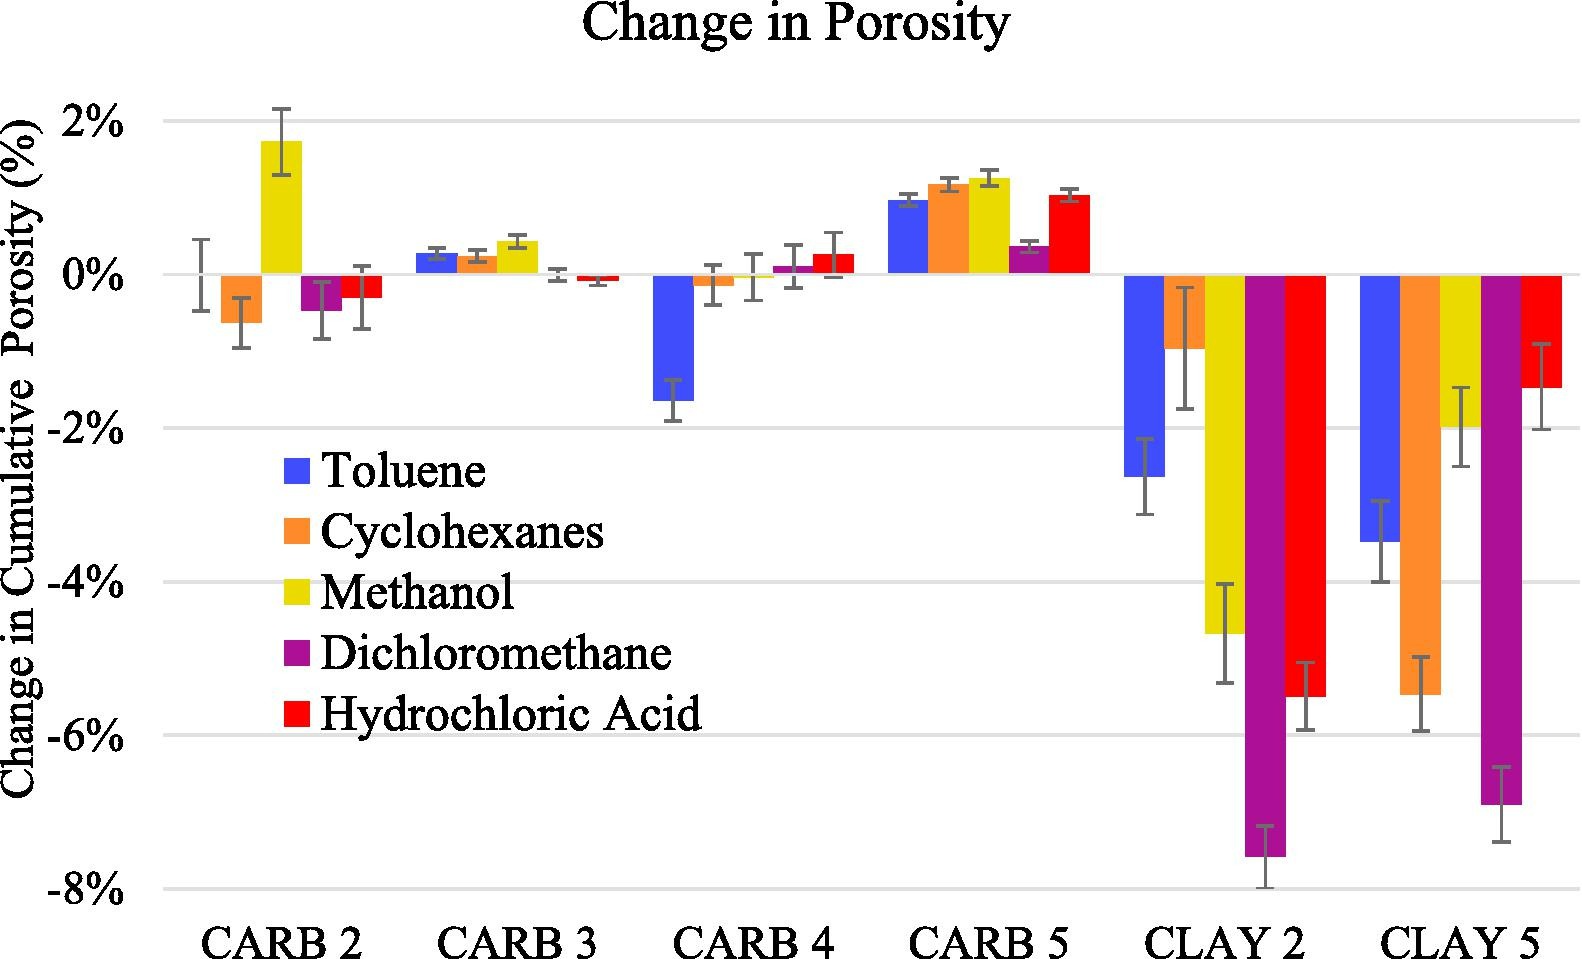 Change in Porosity
Change in Cumulative Porosity (%)
2%
0%
-2%
-4%
-6%
-8%
Toluene
Cyclohexanes
Methanol
Dichloromethane
Hydrochloric Acid
CARB 2 CARB 3 CARB 4 CARB 5 CLAY 2 CLAY 5